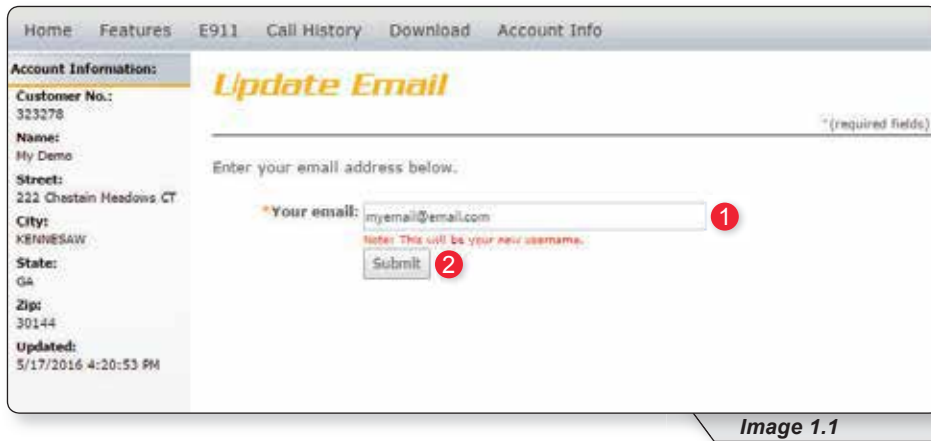 Home Features E911 Call History Download Account Info
Account Information:
Customer No.:
323278
Name:
My Demo
Street:
222 Chastain Meadows CT
City:
KENNESAW
State:
GA
Zip:
30144
Updated:
5/17/2016 4:20:53 PM
Update Email
*(required fields)
Enter your email address below.
*Your email: myemail@email.com 1
Note: This will be your new username.
Submit 2
Image 1.1